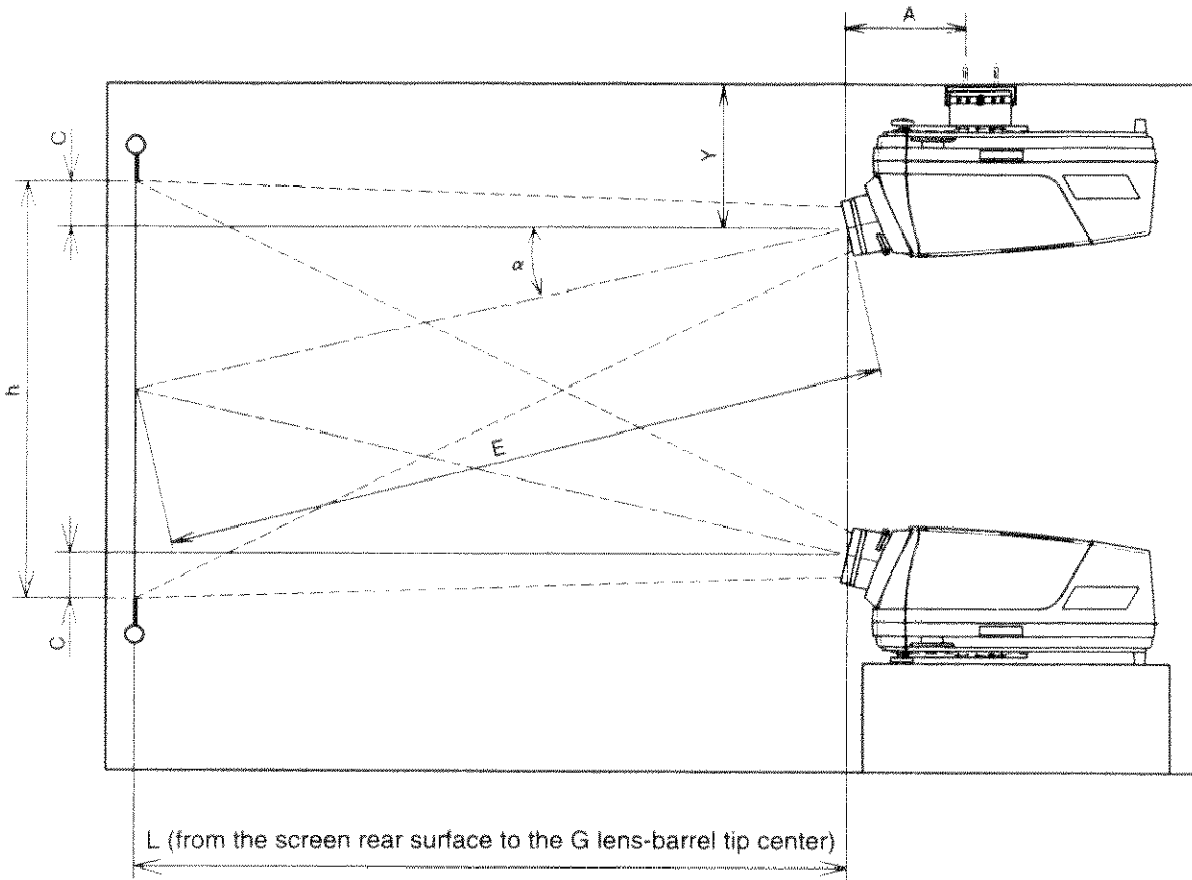 A
C
Y
α
h
E
C
L (from the screen rear surface to the G lens-barrel tip center)